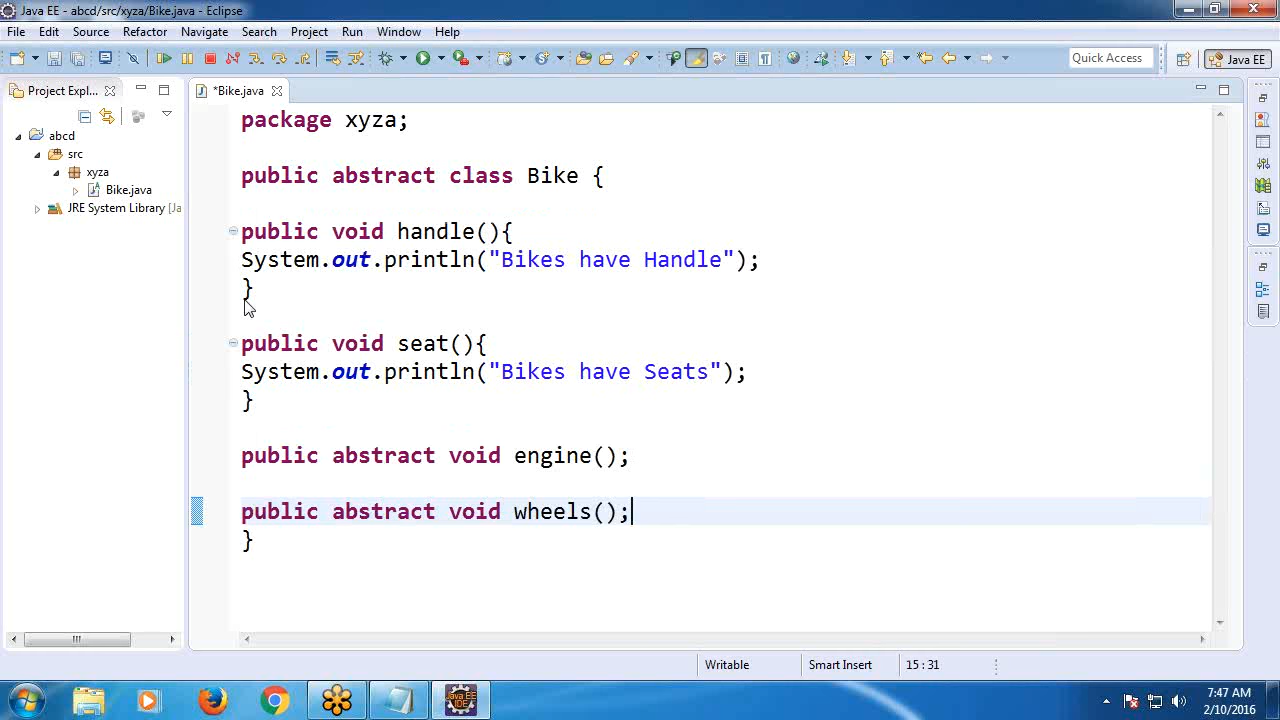 Java EE - abcd/src/xyza/Bike.java - Eclipse
File Edit Source Refactor Navigate Search Project Run Window Help
Quick Access
Java EE
Project Expl...
*Bike.java
abcd
src
xyza
Bike.java
JRE System Library [Ja
package xyza;
public abstract class Bike {
public void handle(){
System.out.println("Bikes have Handle");
}
public void seat(){
System.out.println("Bikes have Seats");
}
public abstract void engine();
public abstract void wheels();
}
Writable
Smart Insert
15 : 31
Java EE
IDE
7:47 AM
2/10/2016